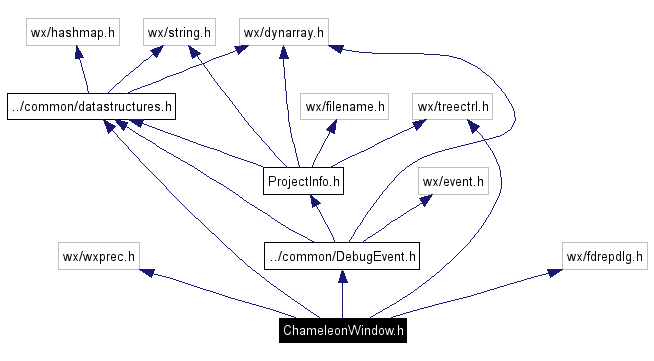 wx/hashmap.h
wx/string.h
wx/dynarray.h
../common/datastructures.h
wx/filename.h
wx/treectrl.h
ProjectInfo.h
wx/event.h
wx/wxprec.h
../common/DebugEvent.h
wx/fdrepdlg.h
ChameleonWindow.h